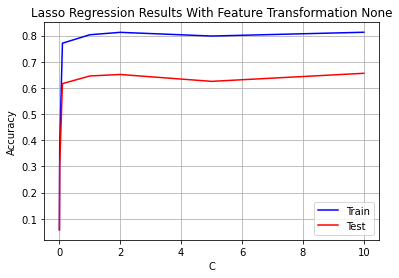 Lasso Regression Results With Feature Transformation None
Accuracy
0.8
0.7
0.6
0.5
0.4
0.3
0.2
0.1
0
2
4
6
8
10
C
Train
Test